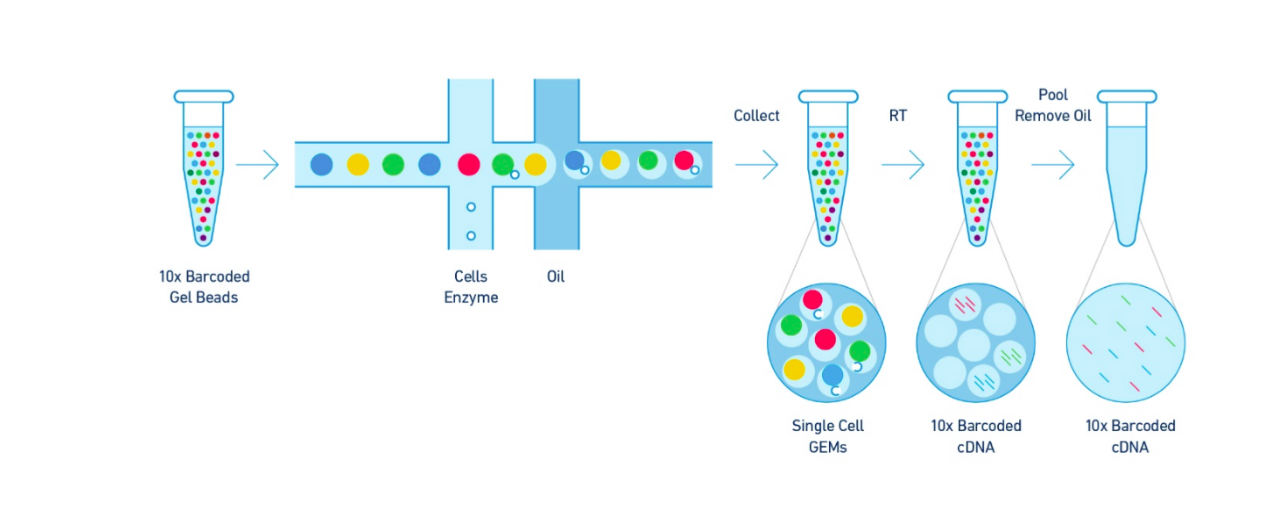 10x Barcoded
Gel Beads
Cells
Enzyme
Oil
Collect
RT
Pool
Remove Oil
Single Cell
GEMs
10x Barcoded
cDNA
10x Barcoded
cDNA